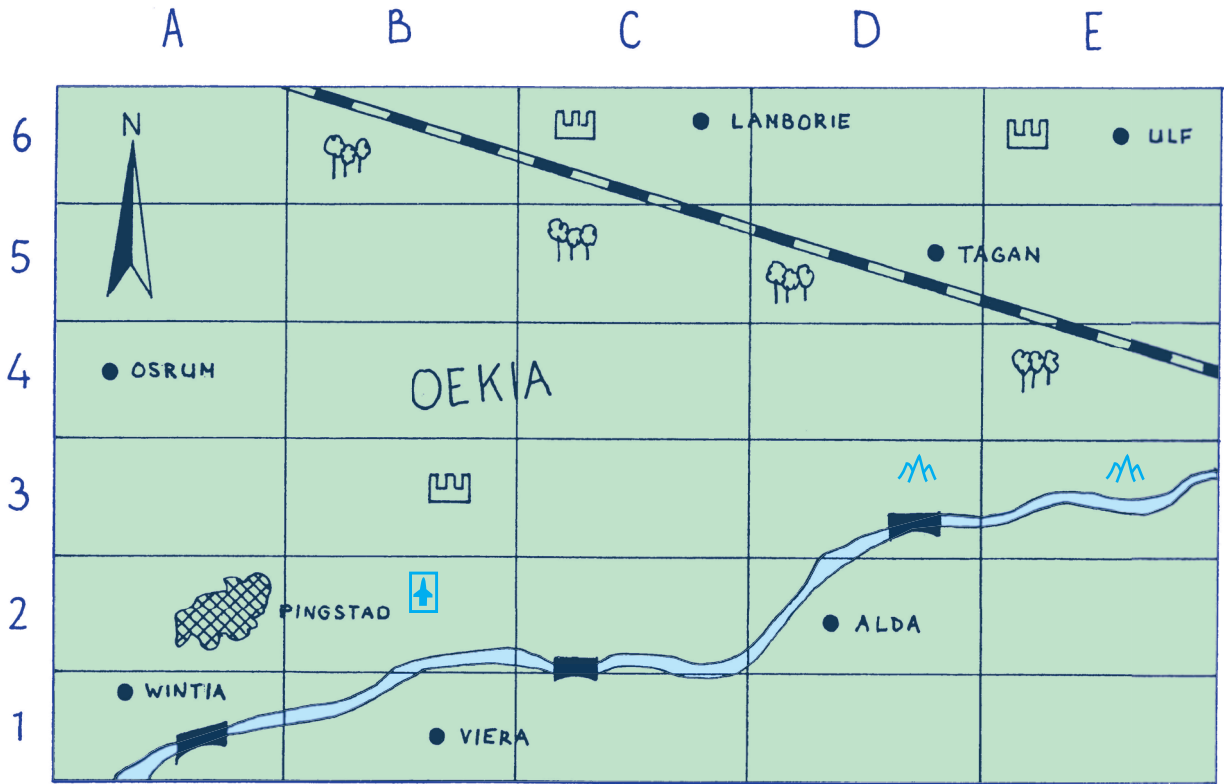 A B C D E
6 N LANBORIE ULF
5 TAGAN
4 OSRUM OEKIA
3
2 PINGSTAD ALDA
WINTIA
1 VIERA